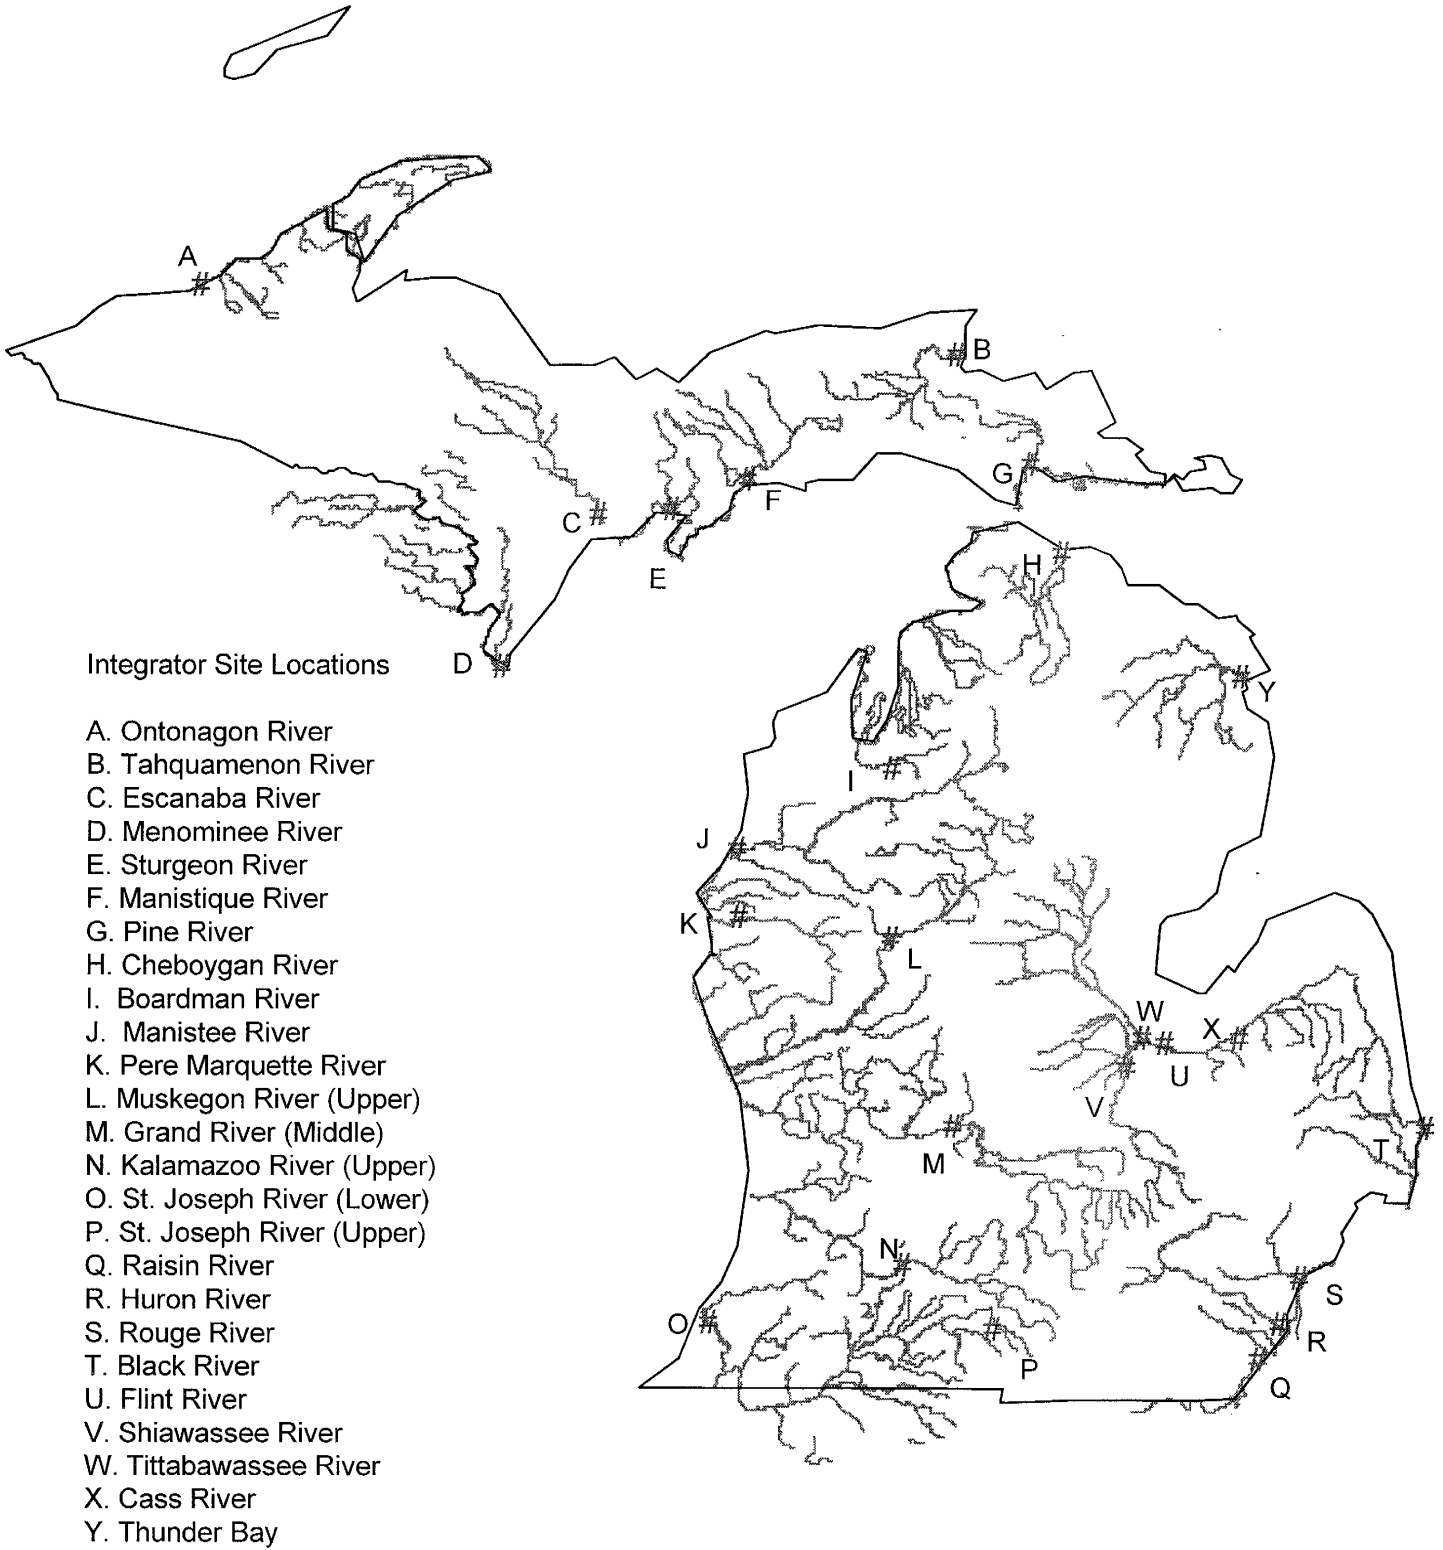 A
#
B
#
C
#
#
F
#
G
#
E
#
H
#
D
#
Y
#
I
#
J
#
K
#
L
#
W
#
#
X
#
U
#
V
#
M
#
T
#
N
#
S
#
O
#
P
#
R
#
Q
#
Integrator Site Locations
A. Ontonagon River
B. Tahquamenon River
C. Escanaba River
D. Menominee River
E. Sturgeon River
F. Manistique River
G. Pine River
H. Cheboygan River
I. Boardman River
J. Manistee River
K. Pere Marquette River
L. Muskegon River (Upper)
M. Grand River (Middle)
N. Kalamazoo River (Upper)
O. St. Joseph River (Lower)
P. St. Joseph River (Upper)
Q. Raisin River
R. Huron River
S. Rouge River
T. Black River
U. Flint River
V. Shiawassee River
W. Tittabawassee River
X. Cass River
Y. Thunder Bay